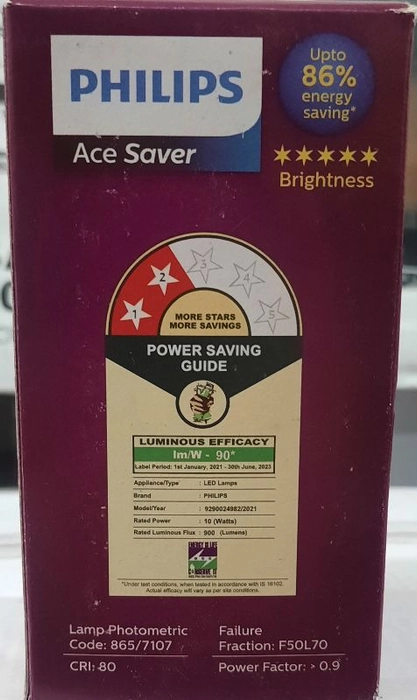 PHILIPS
Ace Saver
Upto
86%
energy
saving*
Brightness
1 2 3 4 5
MORE STARS
MORE SAVINGS
POWER SAVING
GUIDE
LUMINOUS EFFICACY
lm/W - 90*
Label Period: 1st January, 2021 - 30th June, 2023
Appliance/Type : LED Lamps
Brand : PHILIPS
Model/Year : 9290024982/2021
Rated Power : 10 (Watts)
Rated Luminous Flux : 900 (Lumens)
*Under test conditions, when tested in accordance with IS 16102.
Actual efficacy will vary as per site conditions.
Lamp Photometric
Code: 865/7107
CRI: 80
Failure
Fraction: F50L70
Power Factor: > 0.9